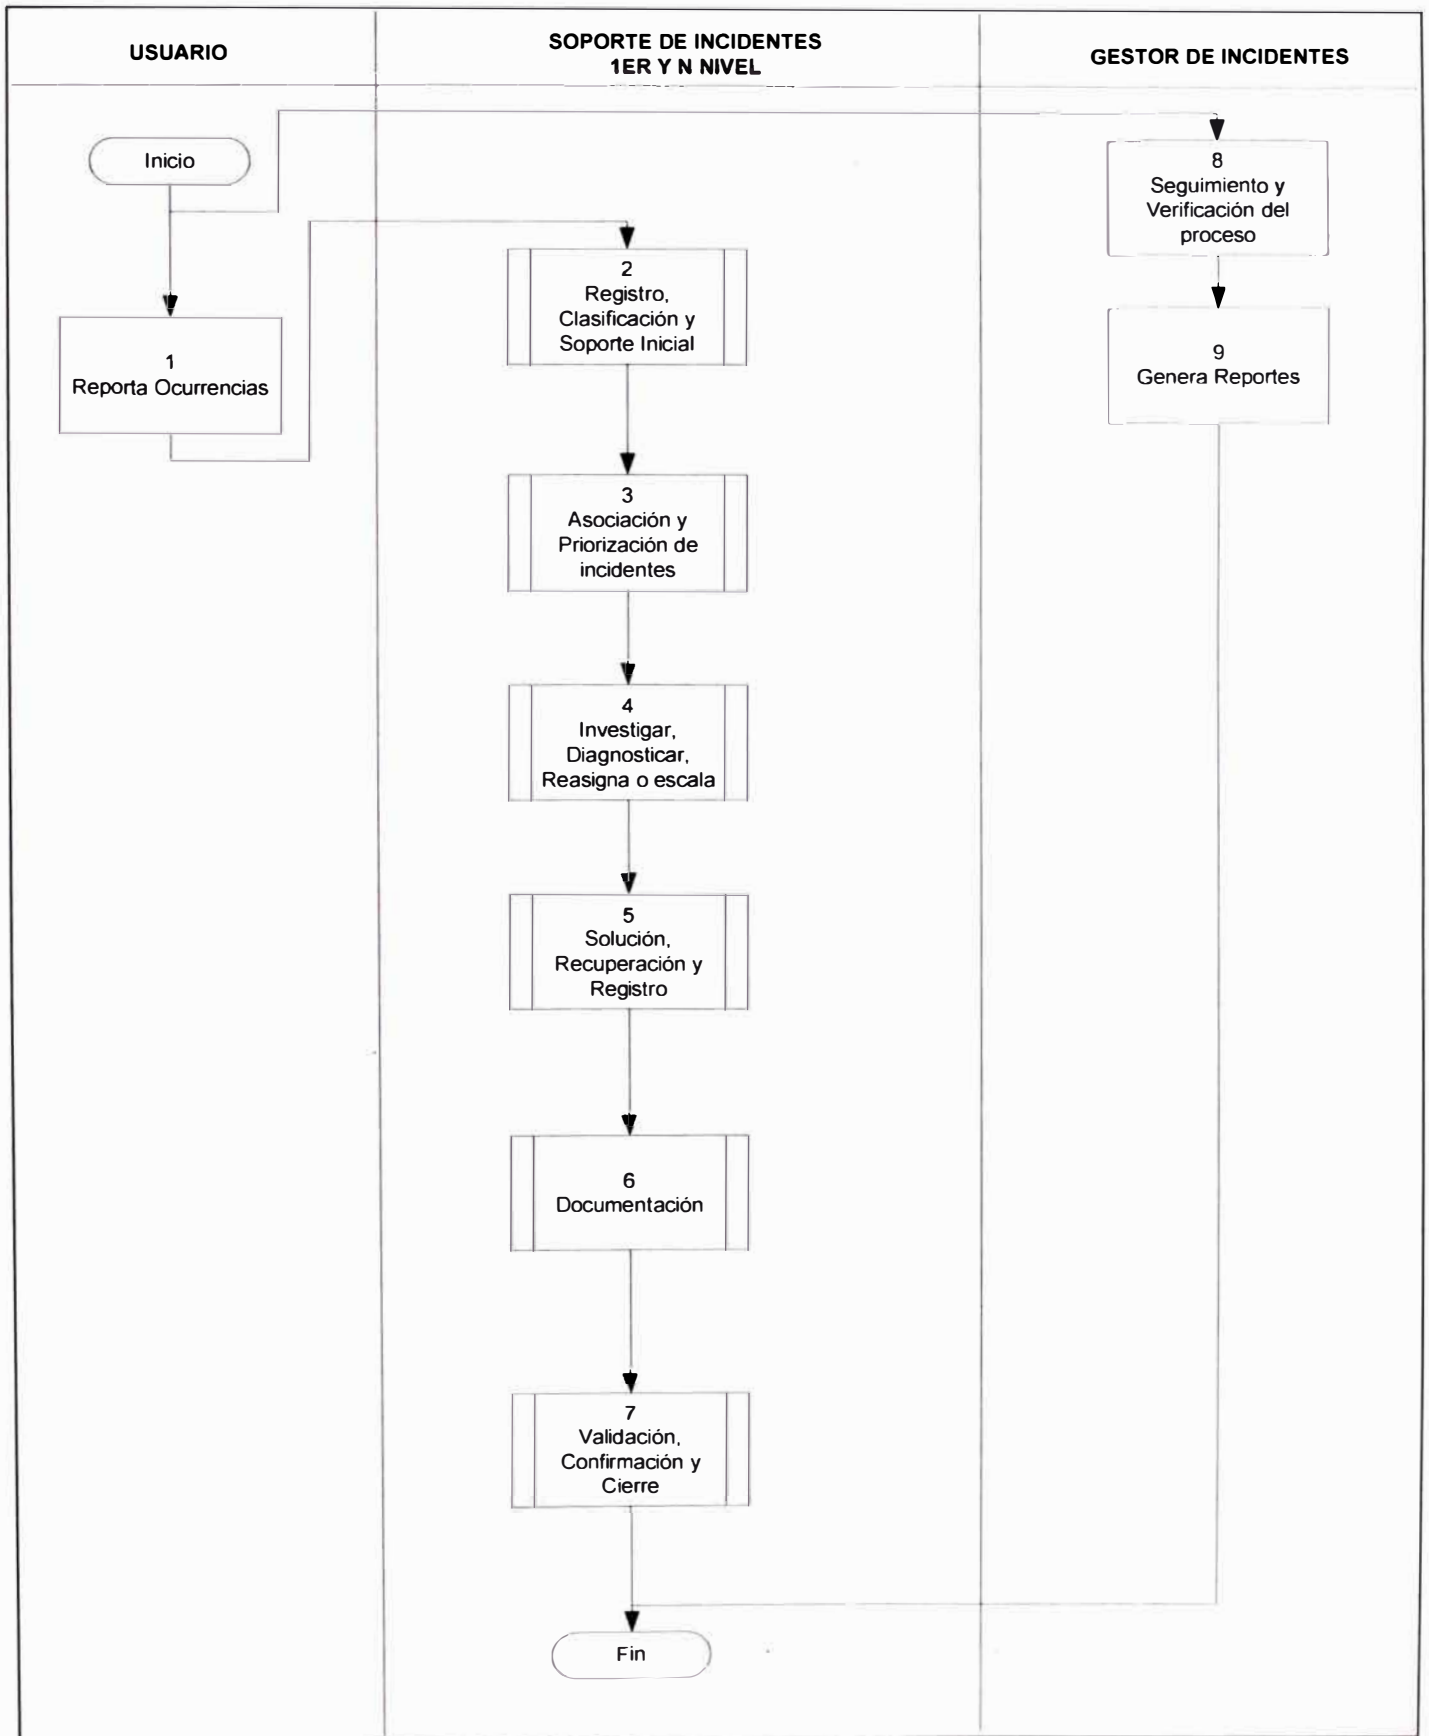 USUARIO
SOPORTE DE INCIDENTES
1ER Y N NIVEL
GESTOR DE INCIDENTES
Inicio
1
Reporta Ocurrencias
2
Registro,
Clasificación y
Soporte Inicial
3
Asociación y
Priorización de
incidentes
4
Investigar,
Diagnosticar,
Reasigna o escala
5
Solución,
Recuperación y
Registro
6
Documentación
7
Validación,
Confirmación y
Cierre
Fin
8
Seguimiento y
Verificación del
proceso
9
Genera Reportes